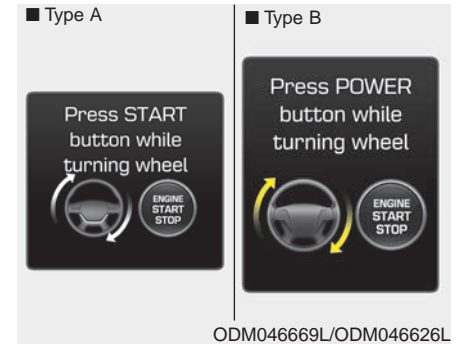 ■ Type A
Press START
button while
turning wheel
ENGINE
START
STOP
■ Type B
Press POWER
button while
turning wheel
ENGINE
START
STOP
ODM046669L/ODM046626L